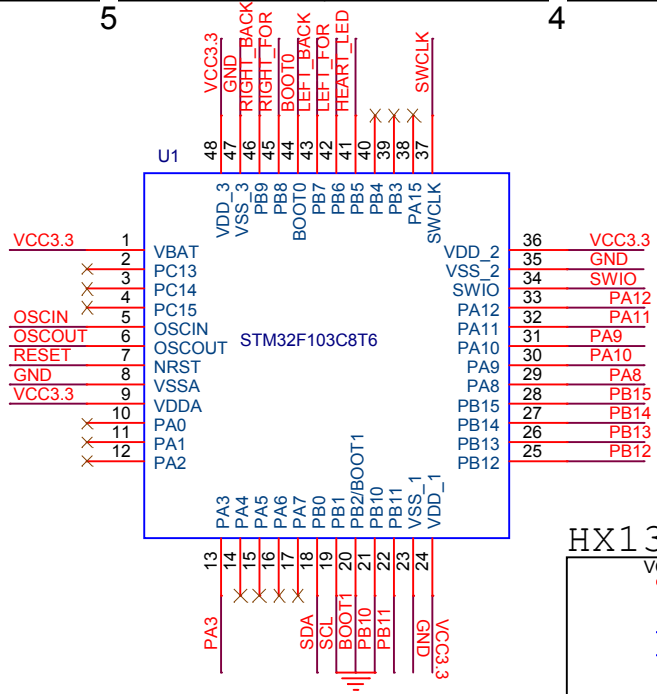 5
4
VCC3.3
GND
RIGHT_BACK
RIGHT_FOR
BOOT0
LEFT_BACK
LEFT_FOR
HEART_LED
SWCLK
48
47
46
45
44
43
42
41
40
39
38
37
U1
VDD_3
VSS_3
PB9
PB8
BOOT0
PB7
PB6
PB5
PB4
PB3
PA15
SWCLK
VCC3.3 1 VBAT
2 PC13
3 PC14
4 PC15
OSCIN 5 OSCIN
OSCOUT 6 OSCOUT
RESET 7 NRST
GND 8 VSSA
VCC3.3 9 VDDA
10 PA0
11 PA1
12 PA2
STM32F103C8T6
VDD_2 36 VCC3.3
VSS_2 35 GND
SWIO 34 SWIO
PA12 33 PA12
PA11 32 PA11
PA10 31 PA9
PA9 30 PA10
PA8 29 PA8
PB15 28 PB15
PB14 27 PB14
PB13 26 PB13
PB12 25 PB12
PA3
PA4
PA5
PA6
PA7
PB0
PB1
PB2/BOOT1
PB10
PB11
VSS_1
VDD_1
13
14
15
16
17
18
19
20
21
22
23
24
PA3
SDA
SCL
BOOT1
PB10
PB11
GND
VCC3.3
HX13